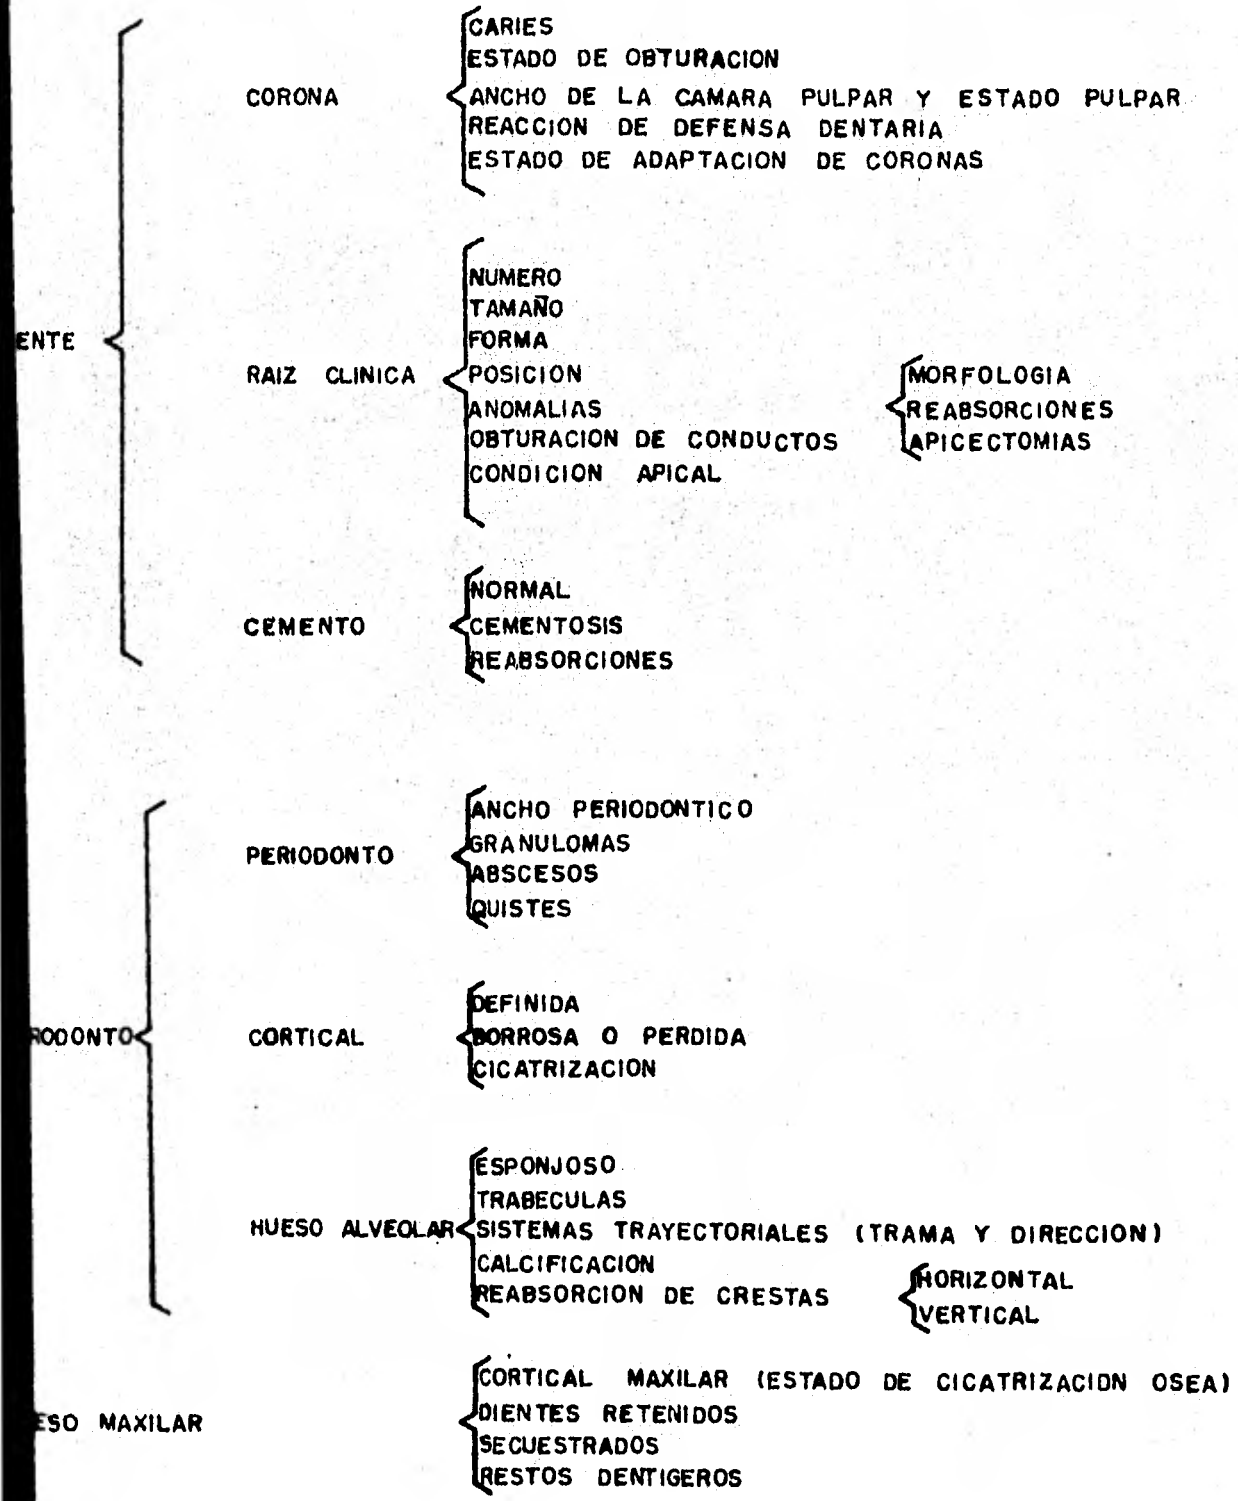 CARIES
ESTADO DE OBTURACION
CORONA
ANCHO DE LA CAMARA PULPAR Y ESTADO PULPAR
REACCION DE DEFENSA DENTARIA
ESTADO DE ADAPTACION DE CORONAS
NUMERO
TAMAÑO
FORMA
ENTE
RAIZ CLINICA
POSICION
ANOMALIAS
OBTURACION DE CONDUCTOS
CONDICION APICAL
MORFOLOGIA
REABSORCIONES
APICECTOMIAS
NORMAL
CEMENTO
CEMENTOSIS
REABSORCIONES
ANCHO PERIODONTICO
PERIODONTO
GRANULOMAS
ABSCESOS
QUISTES
DEFINIDA
RODONTO
CORTICAL
BORROSA O PERDIDA
CICATRIZACION
ESPONJOSO
TRABECULAS
HUESO ALVEOLAR
SISTEMAS TRAYECTORIALES (TRAMA Y DIRECCION)
CALCIFICACION
REABSORCION DE CRESTAS
HORIZONTAL
VERTICAL
CORTICAL MAXILAR (ESTADO DE CICATRIZACION OSEA)
ESO MAXILAR
DIENTES RETENIDOS
SECUESTRADOS
RESTOS DENTIGEROS